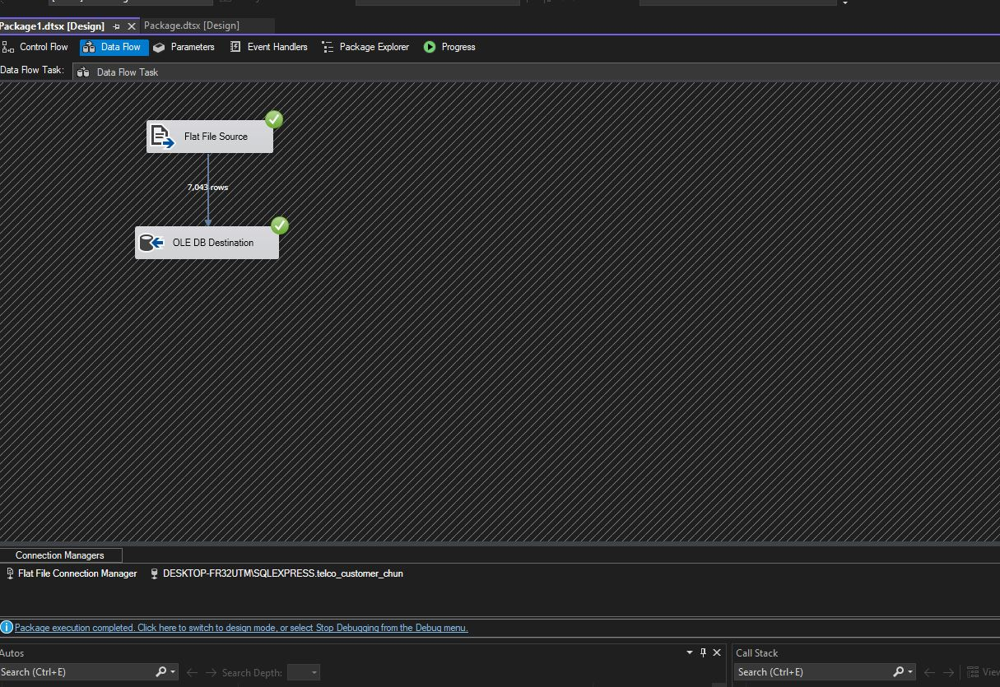 Package1.dtsx [Design] Package.dtsx [Design]
Control Flow Data Flow Parameters Event Handlers Package Explorer Progress
Data Flow Task: Data Flow Task
Flat File Source
7,043 rows
OLE DB Destination
Connection Managers
Flat File Connection Manager DESKTOP-FR32UTM\SQLEXPRESS.telco_customer_chun
Package execution completed. Click here to switch to design mode, or select Stop Debugging from the Debug menu.
Autos Call Stack
Search (Ctrl+E) Search Depth: Search (Ctrl+E)